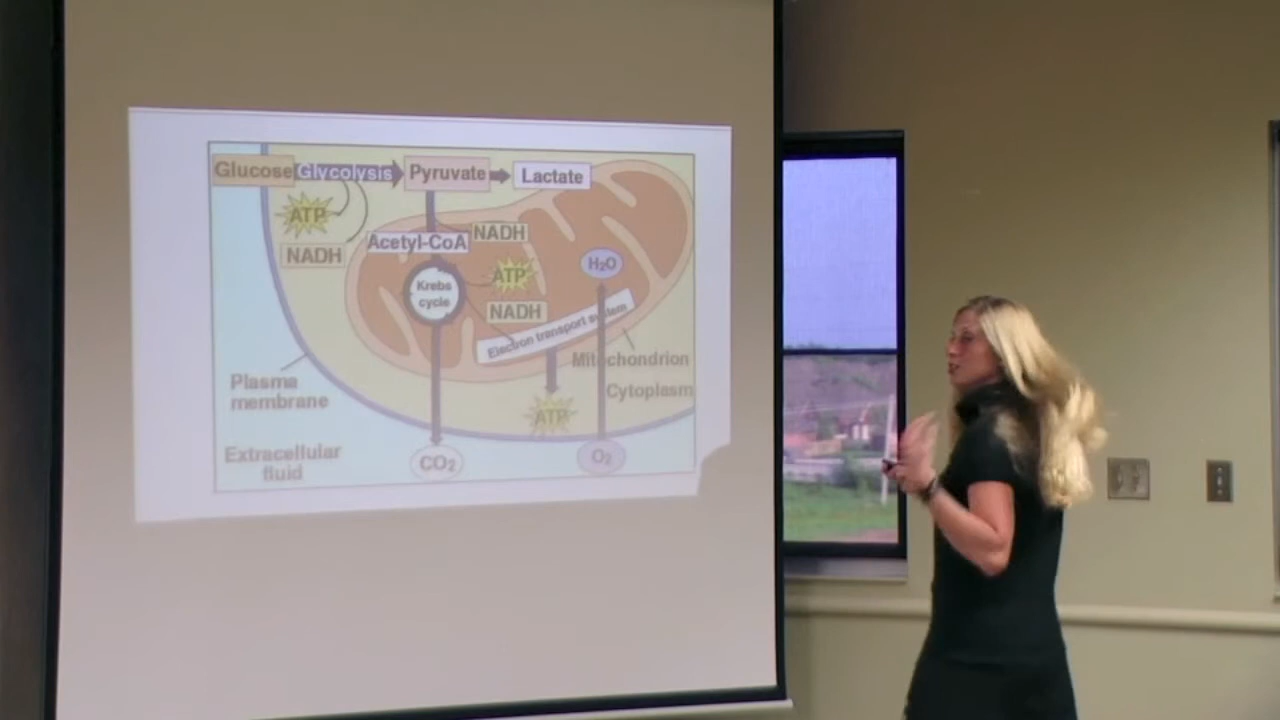 Glucose Glycolysis Pyruvate Lactate
ATP
NADH
Acetyl-CoA NADH
Krebs
cycle
ATP
H₂O
NADH
Electron transport system
Mitochondrion
Cytoplasm
ATP
Plasma
membrane
Extracellular
fluid
CO₂
O₂